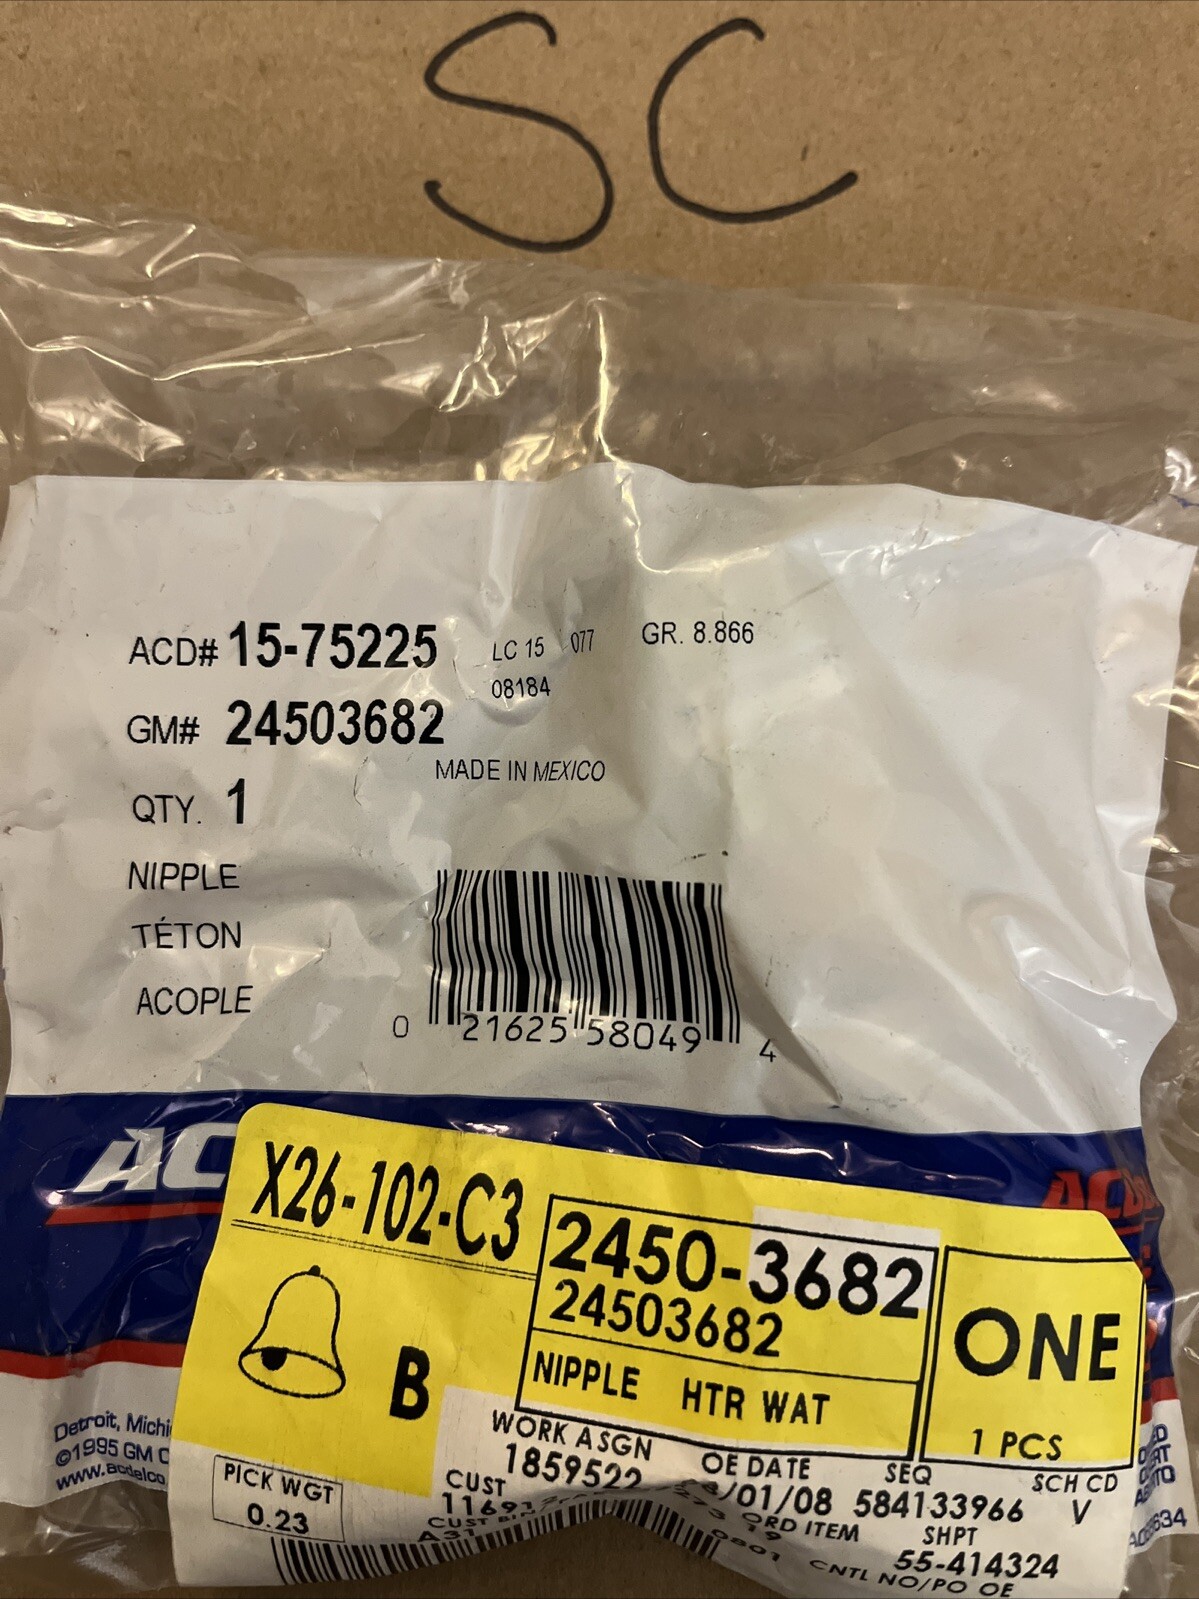 SC
ACD# 15-75225 LC 15 077 GR. 8.866
08184
GM# 24503682
MADE IN MEXICO
QTY. 1
NIPPLE
TÉTON
ACOPLE
0 21625 58049 4
AC
X26-102-C3
2450-3682
24503682
ONE
B
NIPPLE HTR WAT
1 PCS
Detroit,
©1995 GM
WORK ASGN OE DATE SEQ SCH CD
1859522 /01/08 584133966 V
PICK WGT
0.23
CUST
ORD ITEM SHPT
55-414324
CNTL NO/PO OE